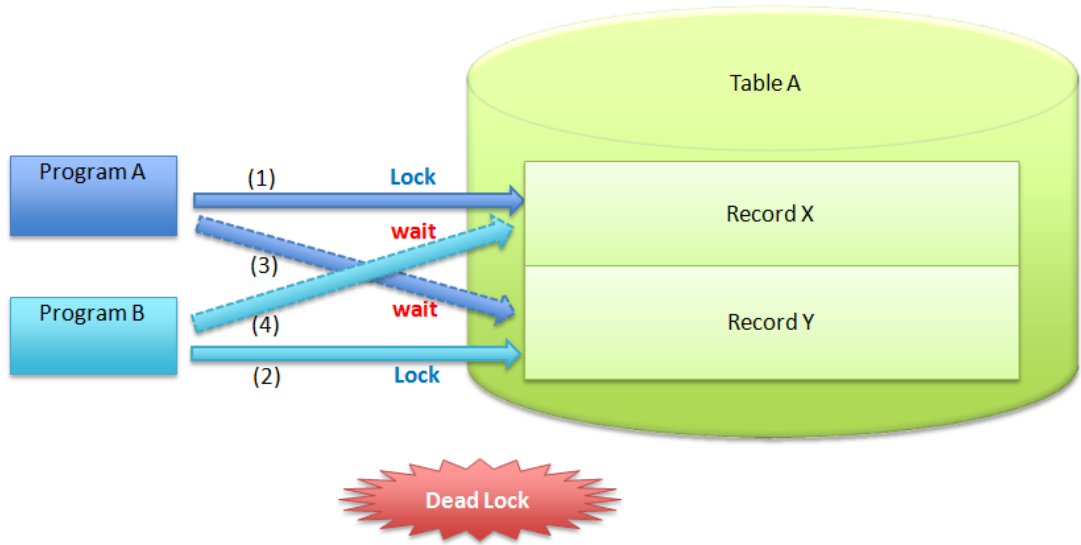 Table A
Program A
(1)
Lock
Record X
wait
(3)
Program B
wait
Record Y
(4)
(2)
Lock
Dead Lock